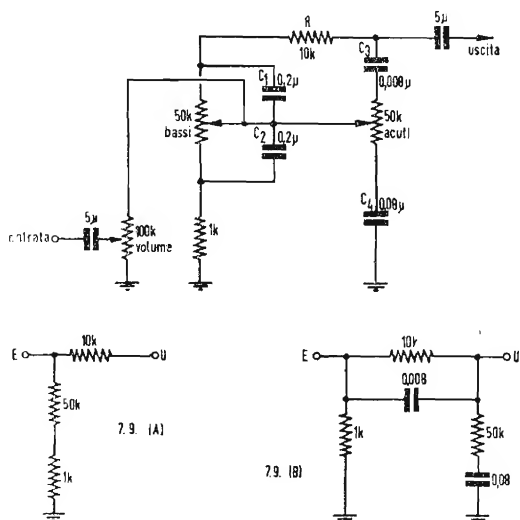 R
10k
5μ
uscita
C3
0,008μ
C1 0,2μ
50k
bassi
C2 0,2μ
50k
acuti
C4 0,08μ
entrata
5μ
100k
volume
1k
10k
E
U
50k
1k
7.9. (A)
10k
E
U
0,008
1k
50k
0,08
7.9. (B)